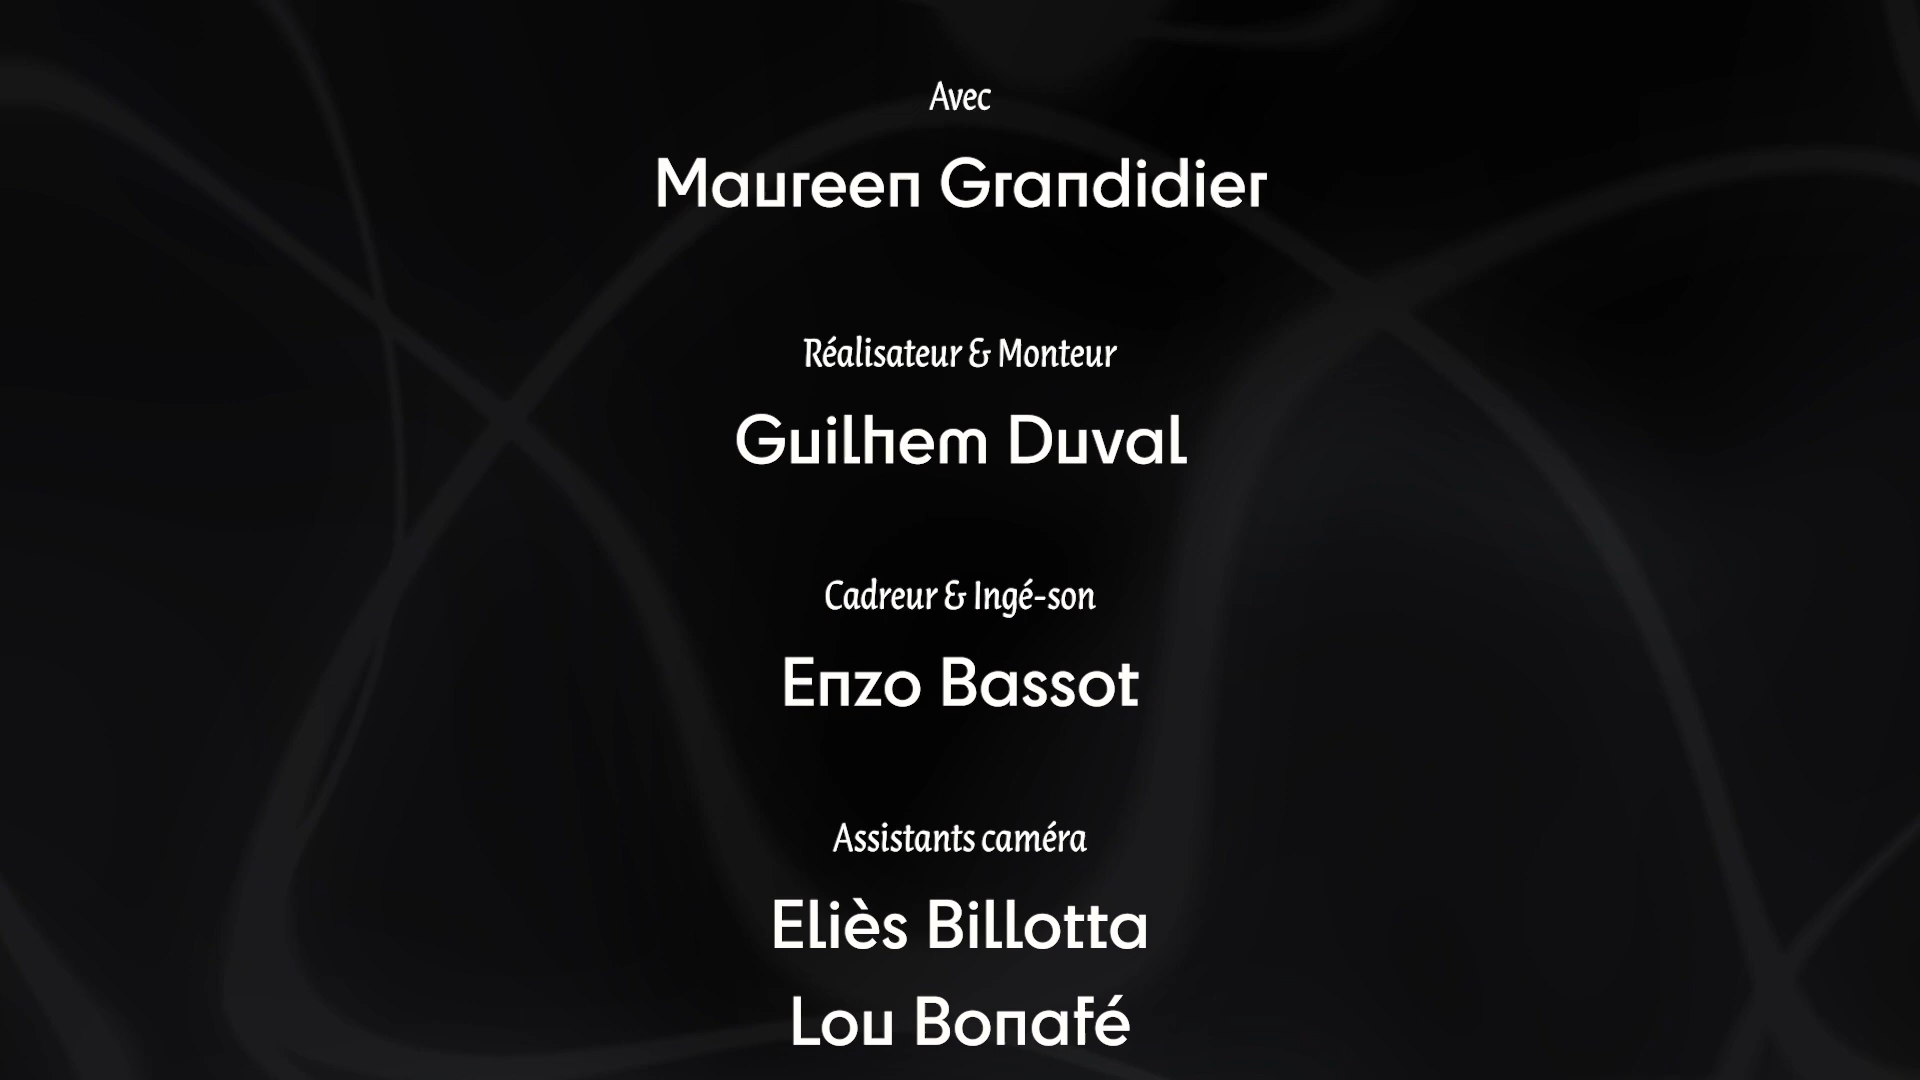 Avec
Maureen Grandidier
Réalisateur & Monteur
Guilhem Duval
Cadreur & Ingé-son
Enzo Bassot
Assistants caméra
Eliès Billotta
Lou Bonafé